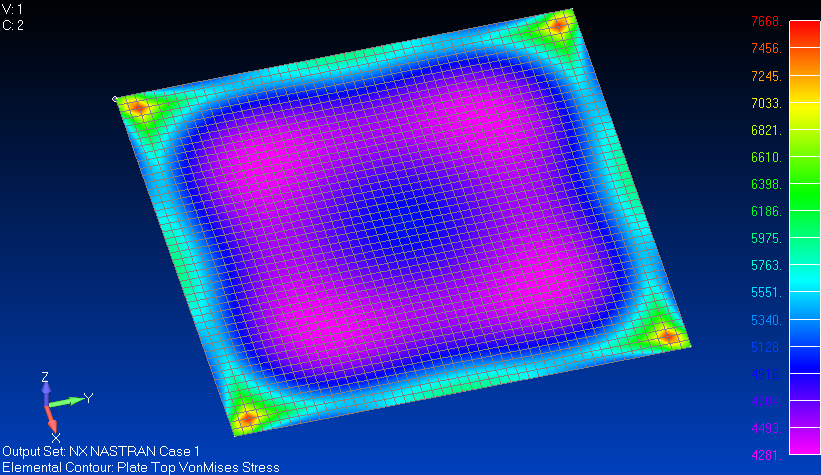 V: 1
C: 2
7668.
7456.
7245.
7033.
6821.
6610.
6398.
6186.
5975.
5763.
5551.
5340.
5128.
4916.
4704.
4493.
4281.
Z
Y
X
Output Set: NX NASTRAN Case 1
Elemental Contour: Plate Top VonMises Stress